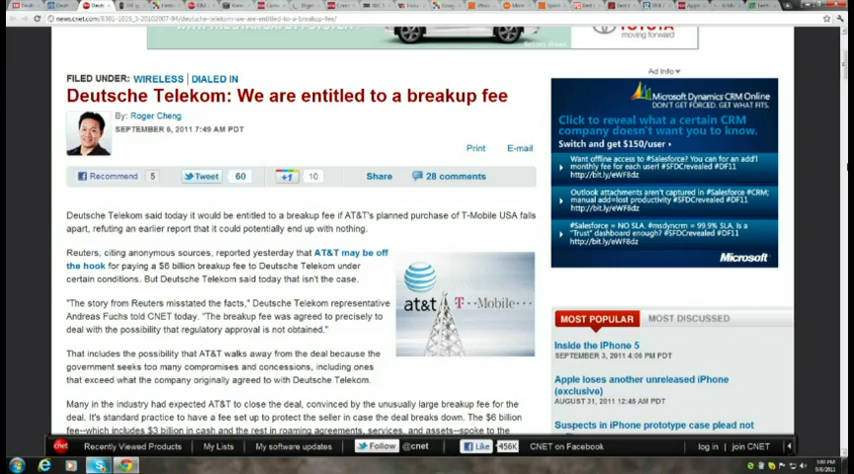 news.cnet.com/8301-1035_3-20102007-94/deutsche-telekom-we-are-entitled-to-a-breakup-fee/
TOYOTA
moving forward
FILED UNDER: WIRELESS | DIALED IN
Deutsche Telekom: We are entitled to a breakup fee
By: Roger Cheng
SEPTEMBER 6, 2011 7:49 AM PDT
Print E-mail
Recommend 5 Tweet 60 +1 10 Share 28 comments
Deutsche Telekom said today it would be entitled to a breakup fee if AT&T's planned purchase of T-Mobile USA falls
apart, refuting an earlier report that it could potentially end up with nothing.
Reuters, citing anonymous sources, reported yesterday that AT&T may be off
the hook for paying a $6 billion breakup fee to Deutsche Telekom under
certain conditions. But Deutsche Telekom said today that isn't the case.
"The story from Reuters misstated the facts," Deutsche Telekom representative
Andreas Fuchs told CNET today. "The breakup fee was agreed to precisely to
deal with the possibility that regulatory approval is not obtained."
at&t T··Mobile···
That includes the possibility that AT&T walks away from the deal because the
government seeks too many compromises and concessions, including ones
that exceed what the company originally agreed to with Deutsche Telekom.
Many in the industry had expected AT&T to close the deal, convinced by the unusually large breakup fee for the
deal. It's standard practice to have a fee set up to protect the seller in case the deal breaks down. The $6 billion
fee--which includes $3 billion in cash and the rest in roaming agreements, services, and assets--spoke to the
Ad Info
Microsoft Dynamics CRM Online
DON'T GET FORCED. GET WHAT FITS.
Click to reveal what a certain CRM
company doesn't want you to know.
Switch and get $150/user
Want offline access to #Salesforce? You can for an add'l
monthly fee for each user! #SFDCrevealed #DF11
http://bit.ly/eWF8dz
Outlook attachments aren't captured in #Salesforce #CRM;
manual add=lost productivity #SFDCrevealed #DF11
http://bit.ly/eWF8dz
#Salesforce = NO SLA. #msdyncrm = 99.9% SLA. Is a
"Trust" dashboard enough? #SFDCrevealed #DF11
http://bit.ly/eWF8dz
Microsoft
MOST POPULAR MOST DISCUSSED
Inside the iPhone 5
SEPTEMBER 3, 2011 4:06 PM PDT
Apple loses another unreleased iPhone
(exclusive)
AUGUST 31, 2011 12:45 AM PDT
Suspects in iPhone prototype case plead not
cnet Recently Viewed Products My Lists My software updates Follow @cnet Like 456K CNET on Facebook log in | join CNET